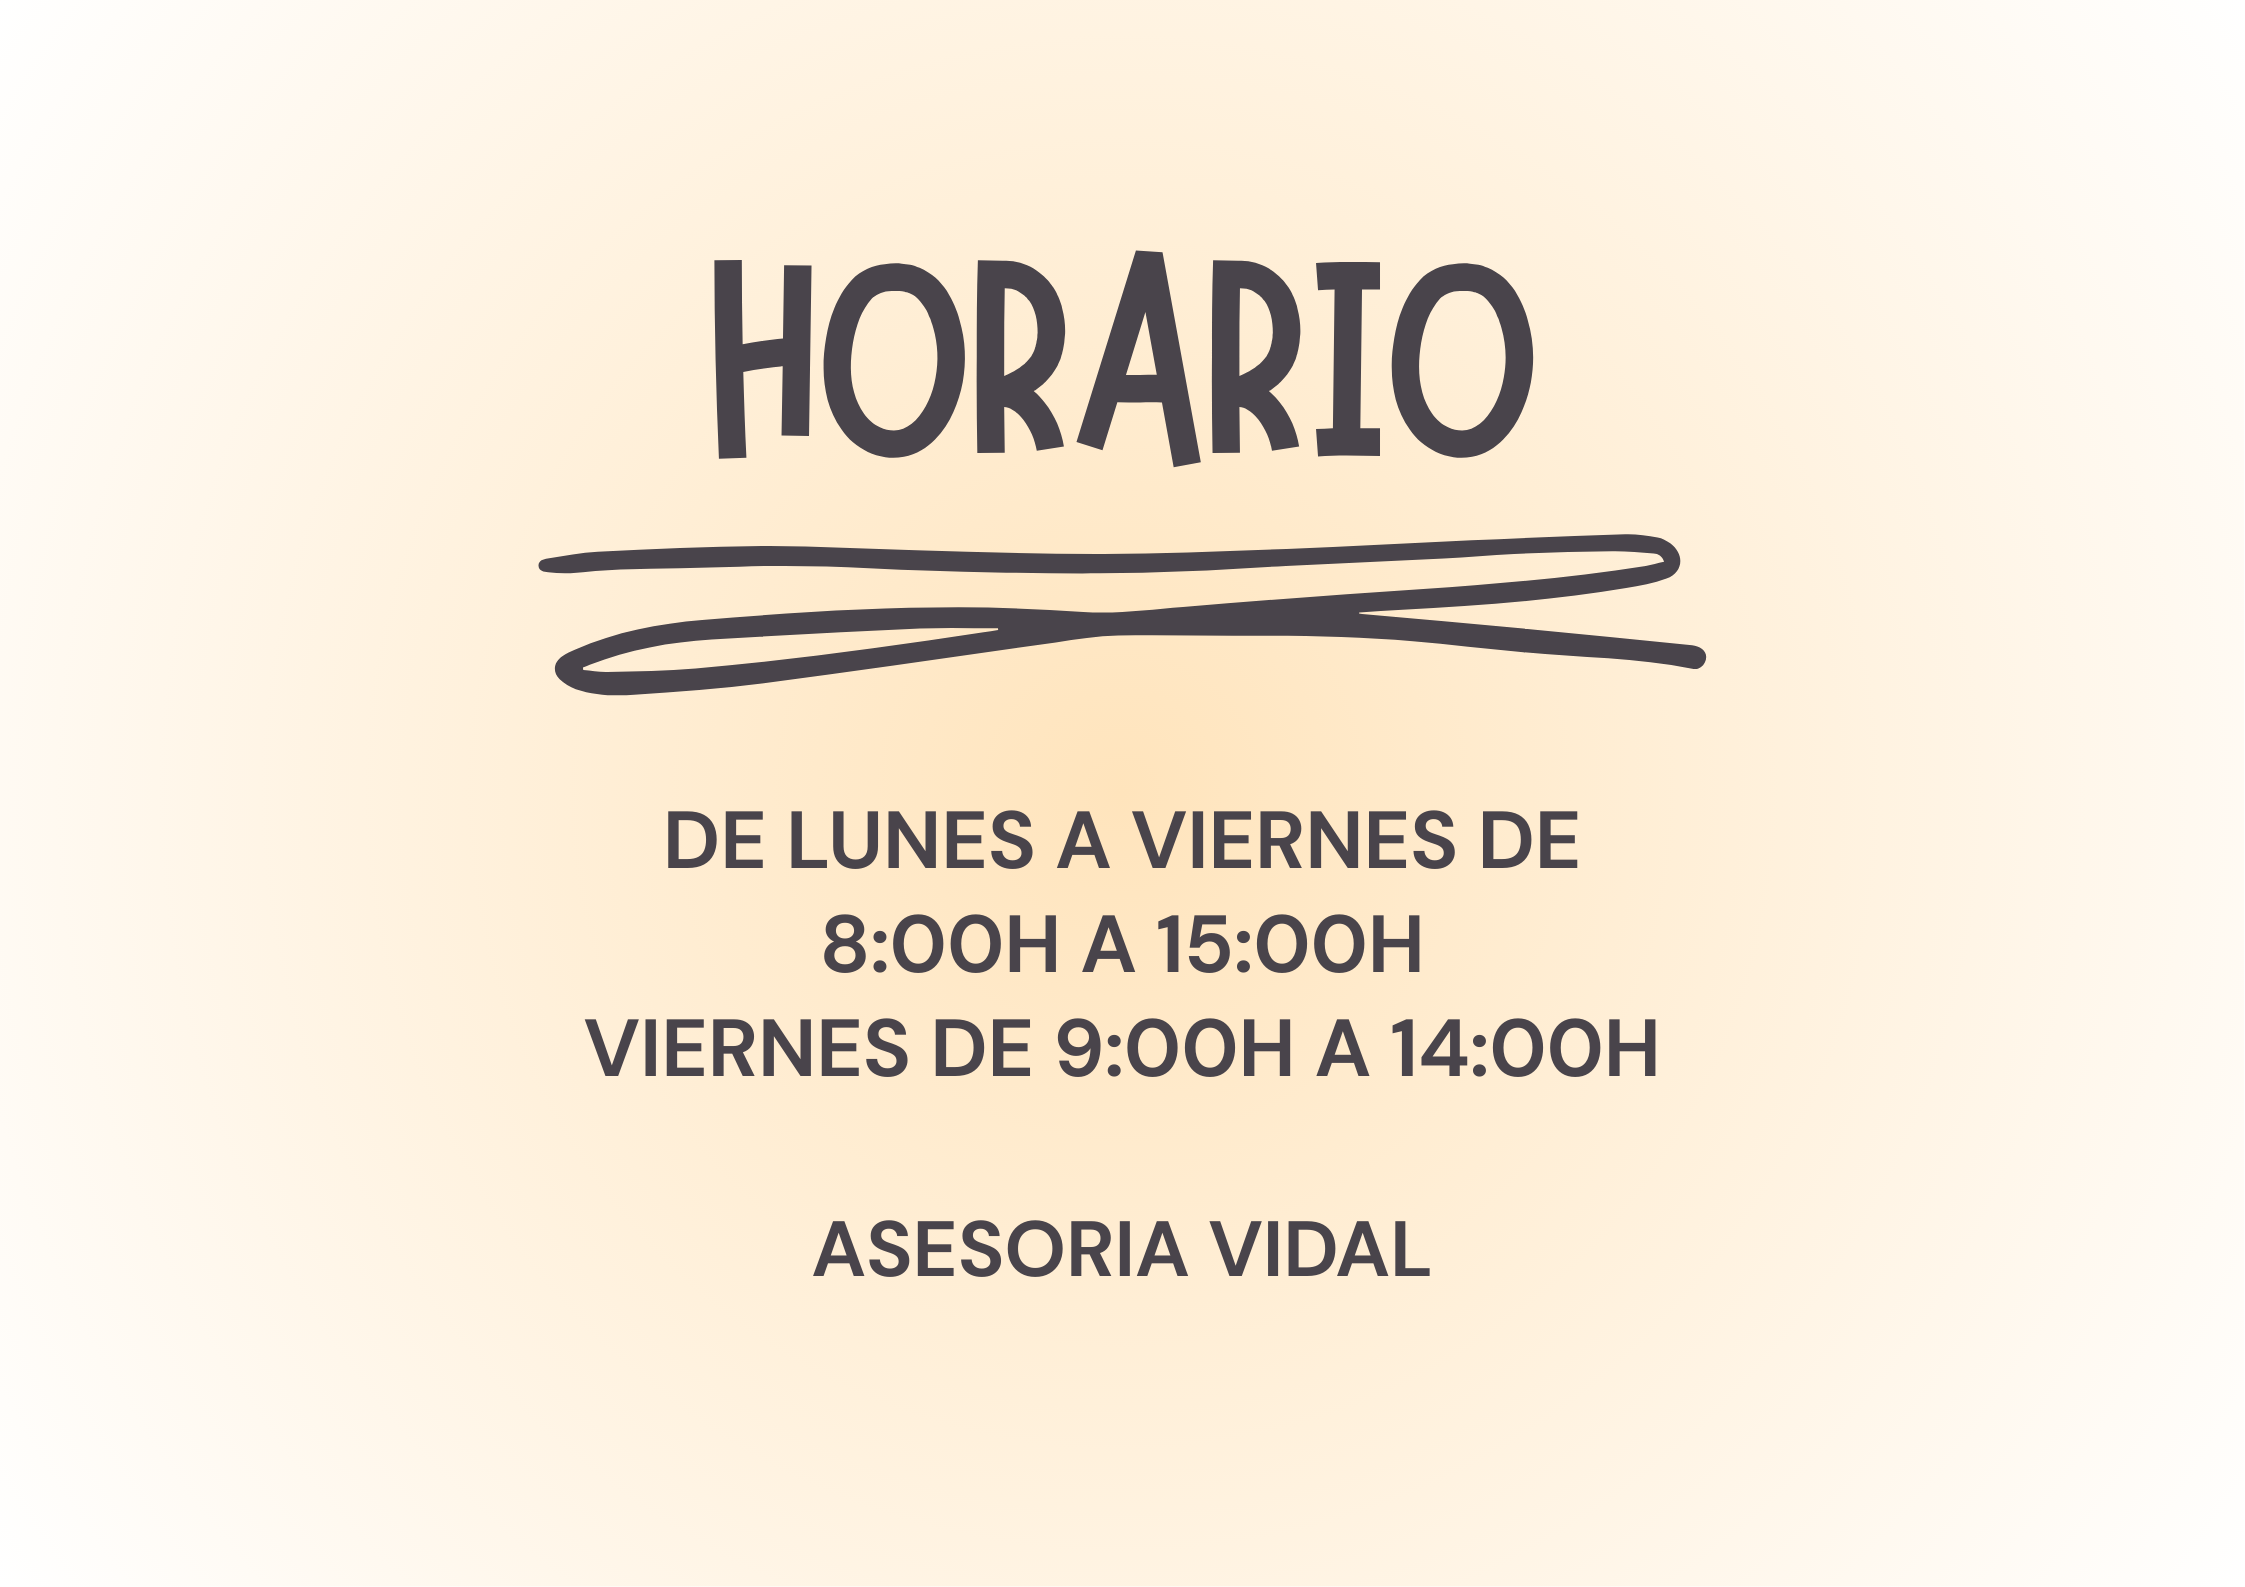 HORARIO
DE LUNES A VIERNES DE
8:00H A 15:00H
VIERNES DE 9:00H A 14:00H
ASESORIA VIDAL